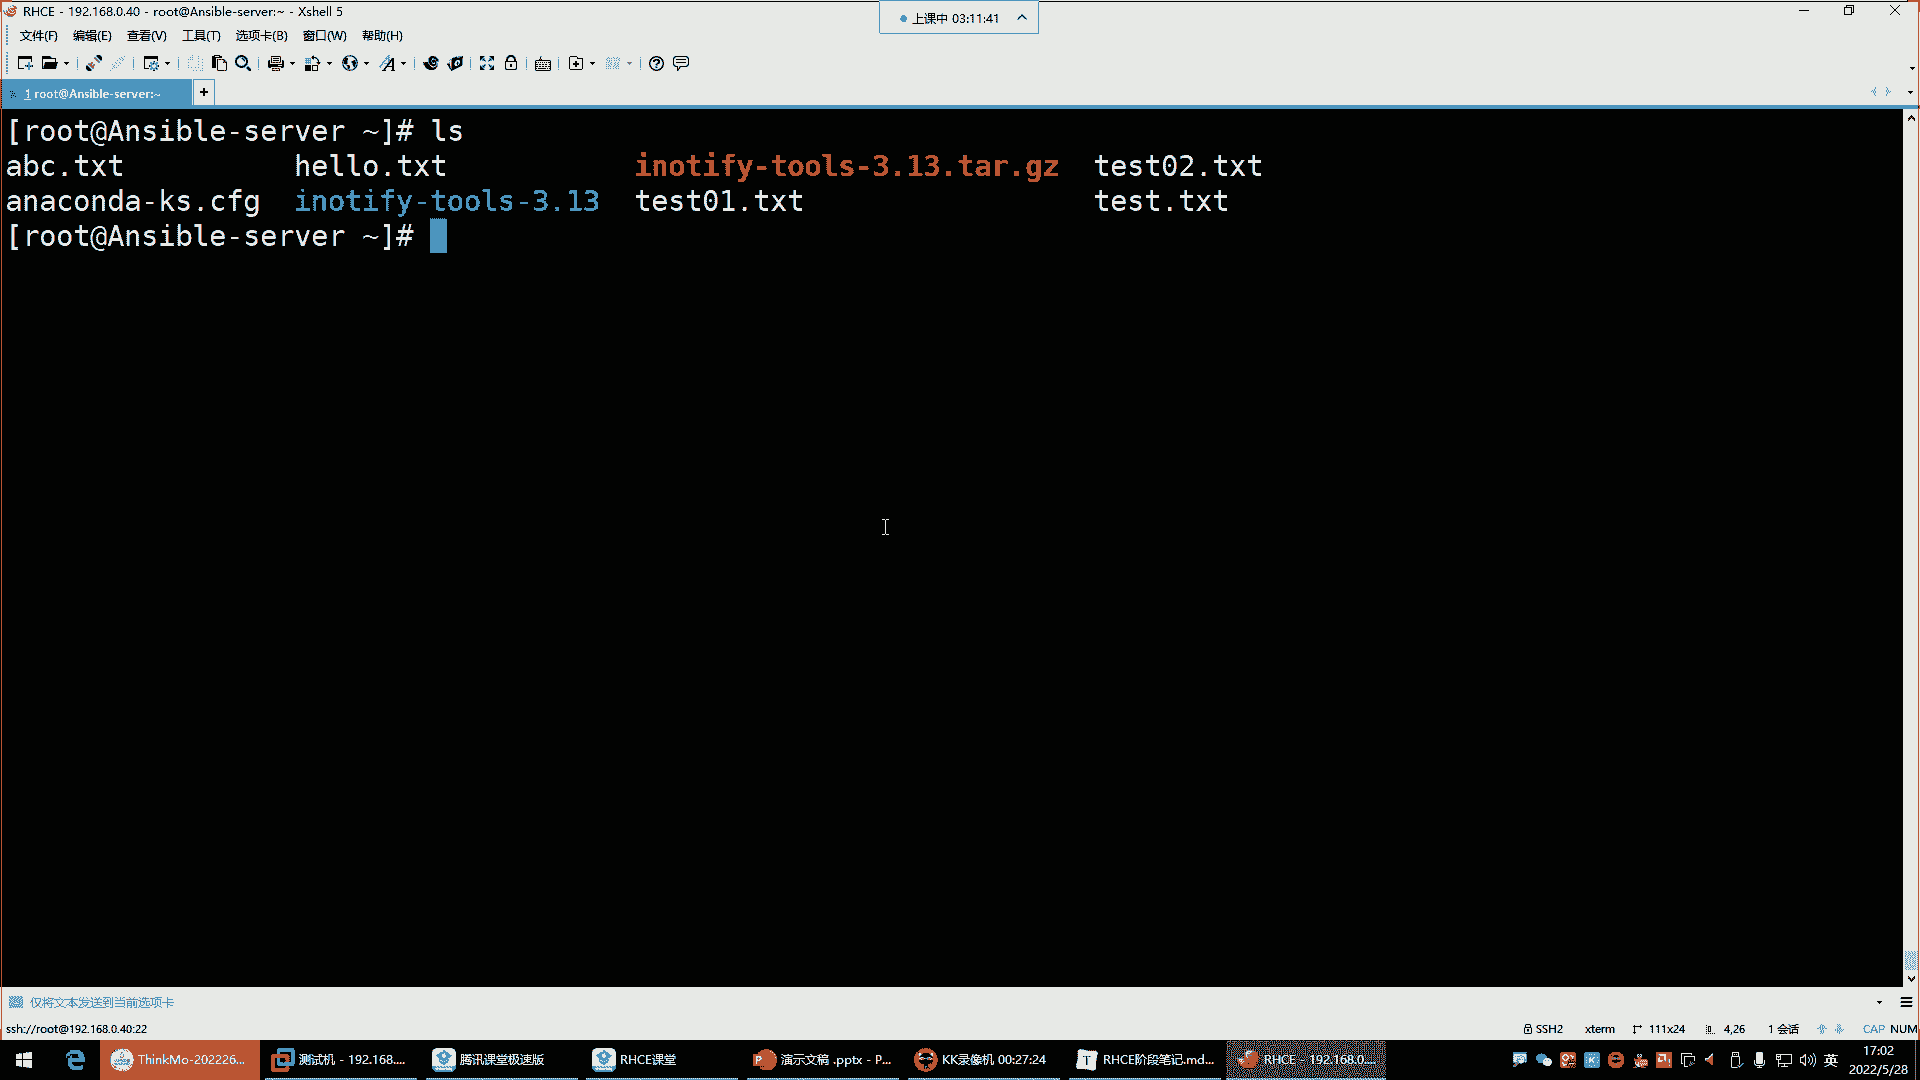 RHCE - 192.168.0.40 - root@Ansible-server:~ - Xshell 5
上课中 03:11:41
文件(F) 编辑(E) 查看(V) 工具(T) 选项卡(B) 窗口(W) 帮助(H)
1 root@Ansible-server:~ +
[root@Ansible-server ~]# ls
abc.txt hello.txt inotify-tools-3.13.tar.gz test02.txt
anaconda-ks.cfg inotify-tools-3.13 test01.txt test.txt
[root@Ansible-server ~]#
仅将文本发送到当前选项卡
ssh://root@192.168.0.40:22 SSH2 xterm 111x24 4,26 1 会话 CAP NUM
ThinkMo-202226... 测试机 - 192.168.... 腾讯课堂极速版 RHCE课堂 演示文稿 .pptx - P... KK录像机 00:27:24 RHCE阶段笔记.md... RHCE - 192.168.0.... 英 17:02
2022/5/28